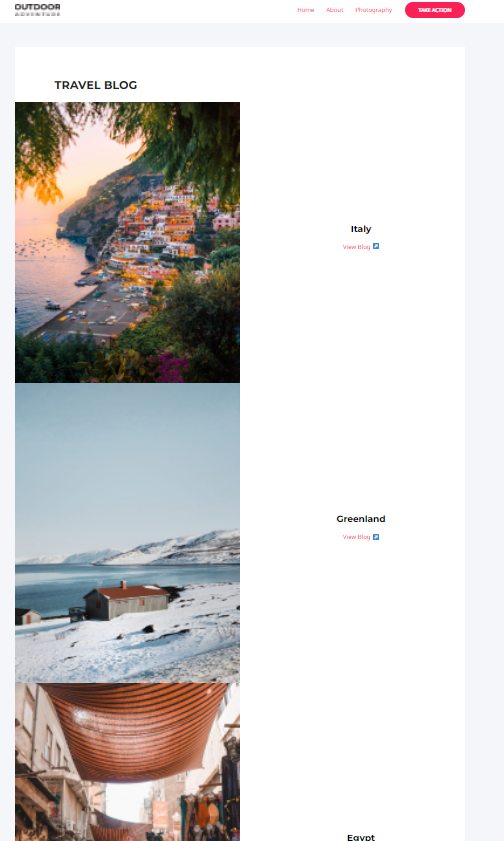 OUTDOOR
ADVENTURE
Home About Photography TAKE ACTION
TRAVEL BLOG
Italy
View Blog ↗
Greenland
View Blog ↗
Egypt